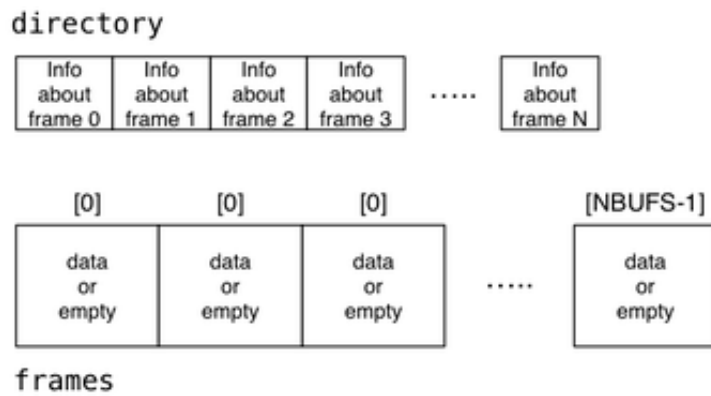 directory
Info about frame 0
Info about frame 1
Info about frame 2
Info about frame 3
.....
Info about frame N
[0]
[0]
[0]
[NBUFS-1]
data or empty
data or empty
data or empty
.....
data or empty
frames